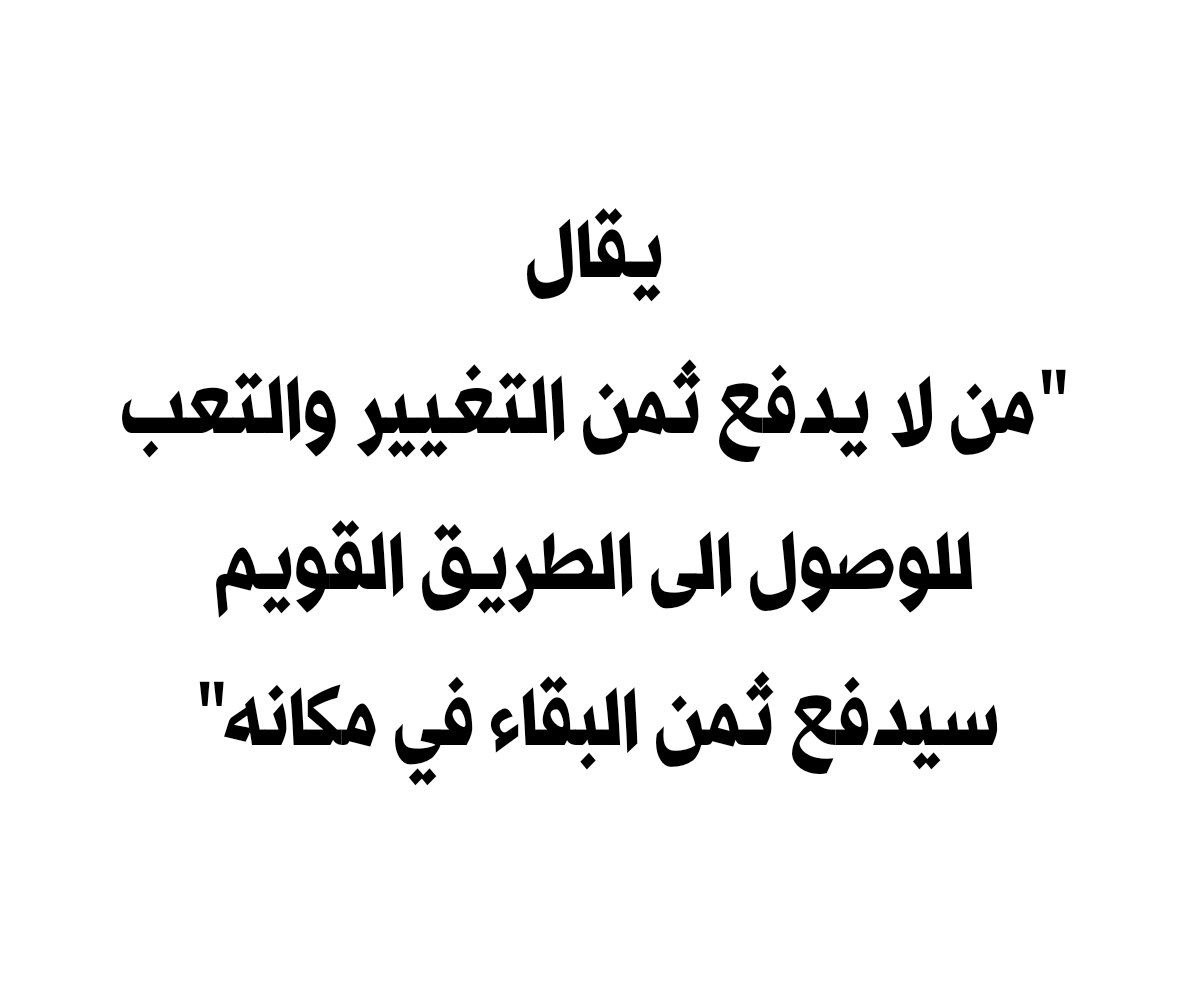 يقال
"من لا يدفع ثمن التغيير والتعب
للوصول الى الطريق القويم
سيدفع ثمن البقاء في مكانه"